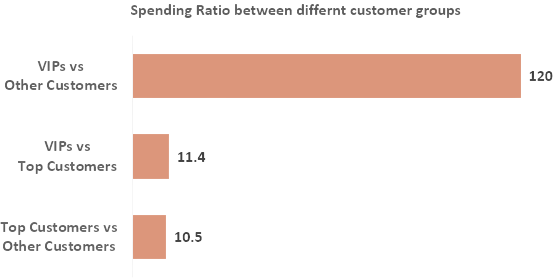 Spending Ratio between differnt customer groups
VIPs vs
Other Customers
120
VIPs vs
Top Customers
11.4
Top Customers vs
Other Customers
10.5